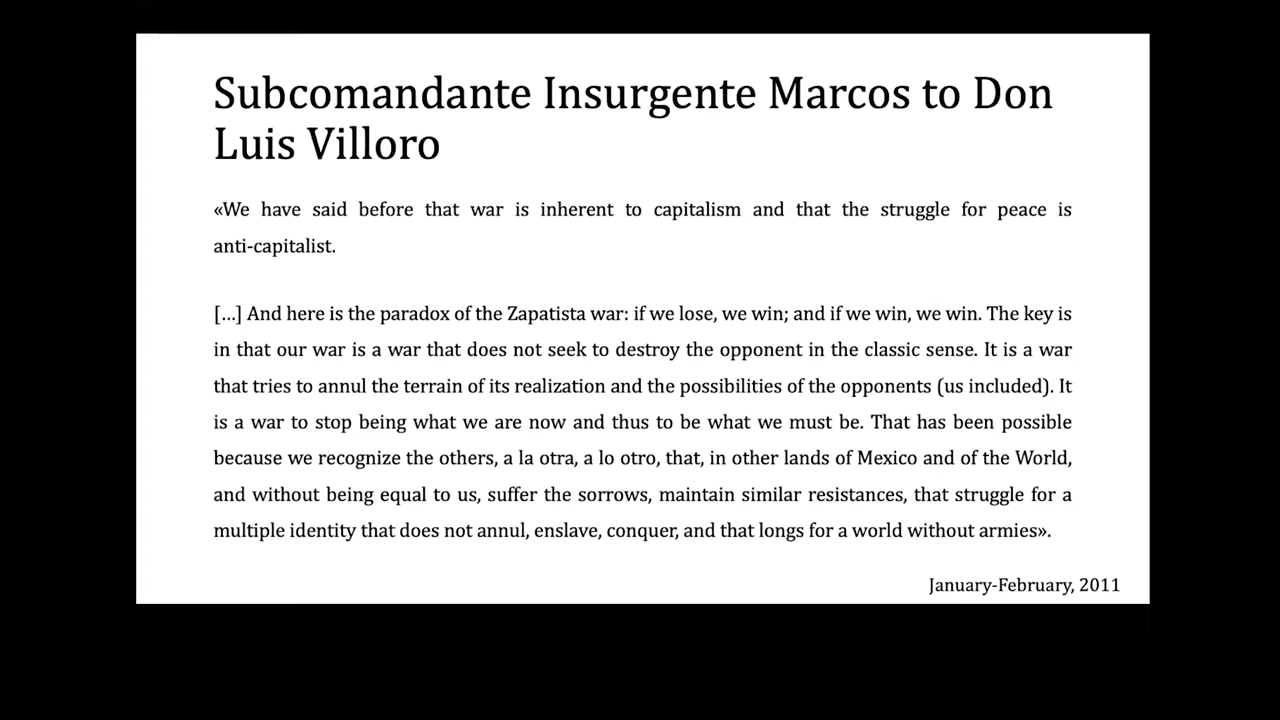 Subcomandante Insurgente Marcos to Don
Luis Villoro
«We have said before that war is inherent to capitalism and that the struggle for peace is
anti-capitalist.
[...] And here is the paradox of the Zapatista war: if we lose, we win; and if we win, we win. The key is
in that our war is a war that does not seek to destroy the opponent in the classic sense. It is a war
that tries to annul the terrain of its realization and the possibilities of the opponents (us included). It
is a war to stop being what we are now and thus to be what we must be. That has been possible
because we recognize the others, a la otra, a lo otro, that, in other lands of Mexico and of the World,
and without being equal to us, suffer the sorrows, maintain similar resistances, that struggle for a
multiple identity that does not annul, enslave, conquer, and that longs for a world without armies».
January-February, 2011